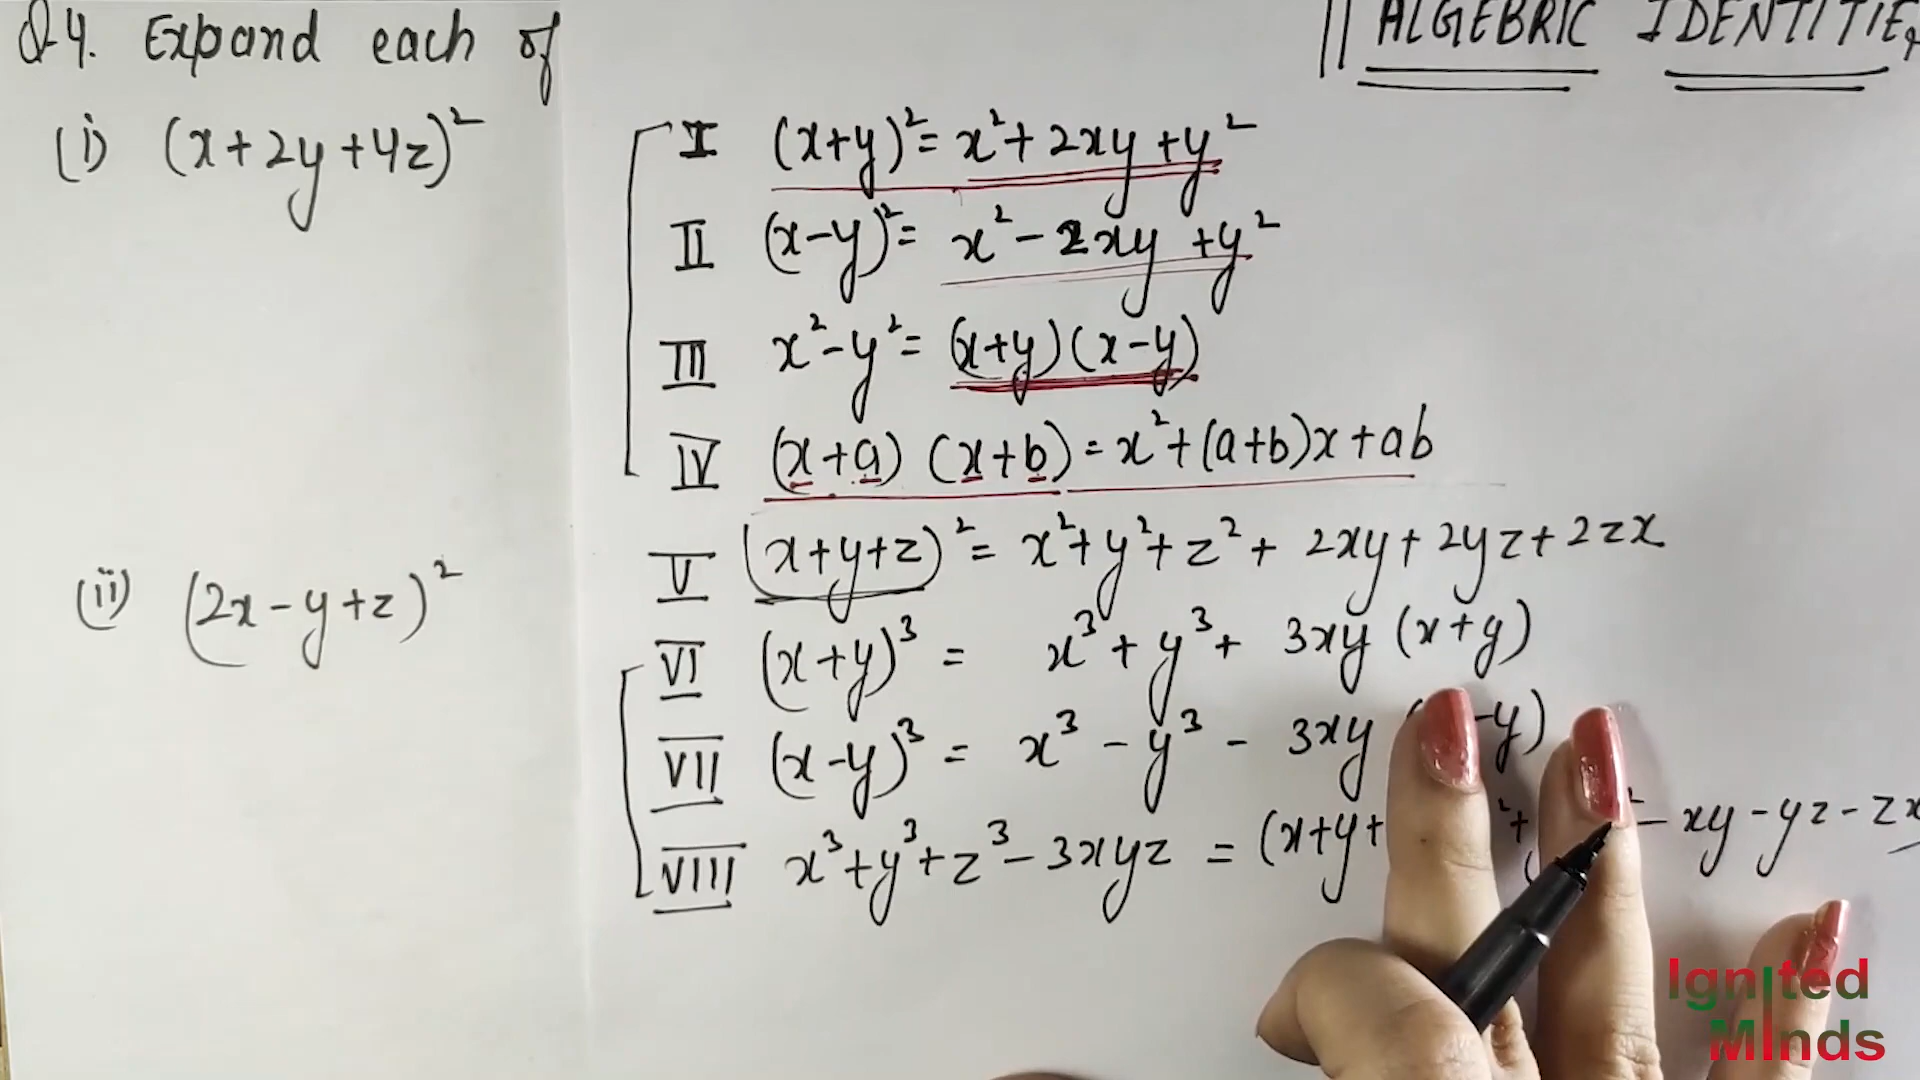 Q4. Expand each of
(i) (x+2y+4z)²
(ii) (2x-y+z)²
|| ALGEBRIC IDENTITIES
I (x+y)² = x²+2xy+y²
II (x-y)² = x²-2xy+y²
III x²-y² = (x+y)(x-y)
IV (x+a) (x+b) = x²+(a+b)x+ab
V (x+y+z)² = x²+y²+z²+ 2xy+2yz+2zx
VI (x+y)³ = x³+y³+ 3xy (x+y)
VII (x-y)³ = x³-y³- 3xy ( -y)
VIII x³+y³+z³-3xyz = (x+y+ ²+ ²-xy-yz-zx
Ignited
Minds